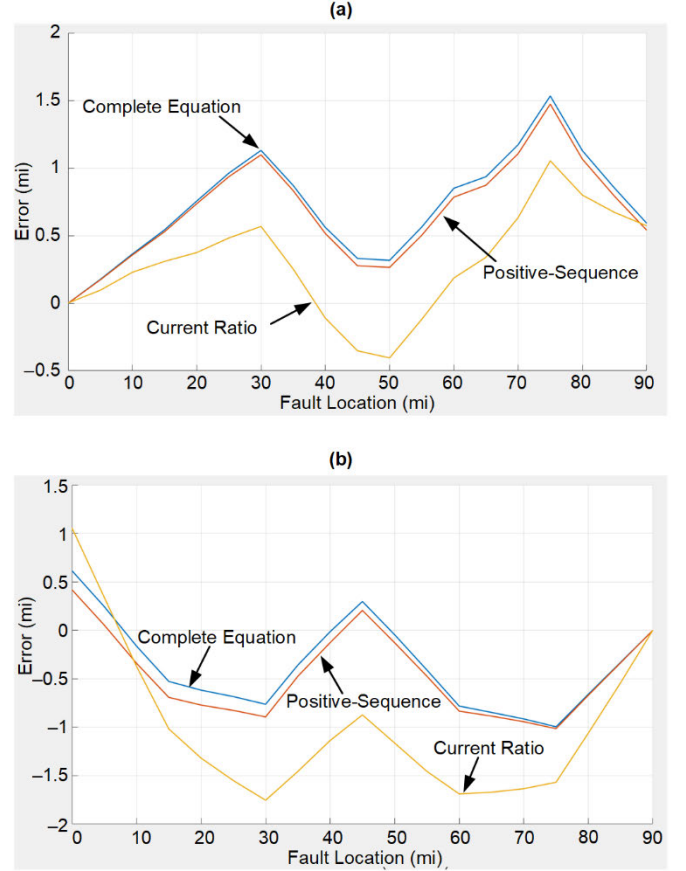 (a)
2
1.5
1
0.5
0
–0.5
Error (mi)
Complete Equation
Positive-Sequence
Current Ratio
0 10 20 30 40 50 60 70 80 90
Fault Location (mi)
(b)
1.5
1
0.5
0
–0.5
–1
–1.5
–2
Error (mi)
Complete Equation
Positive-Sequence
Current Ratio
0 10 20 30 40 50 60 70 80 90
Fault Location (mi)